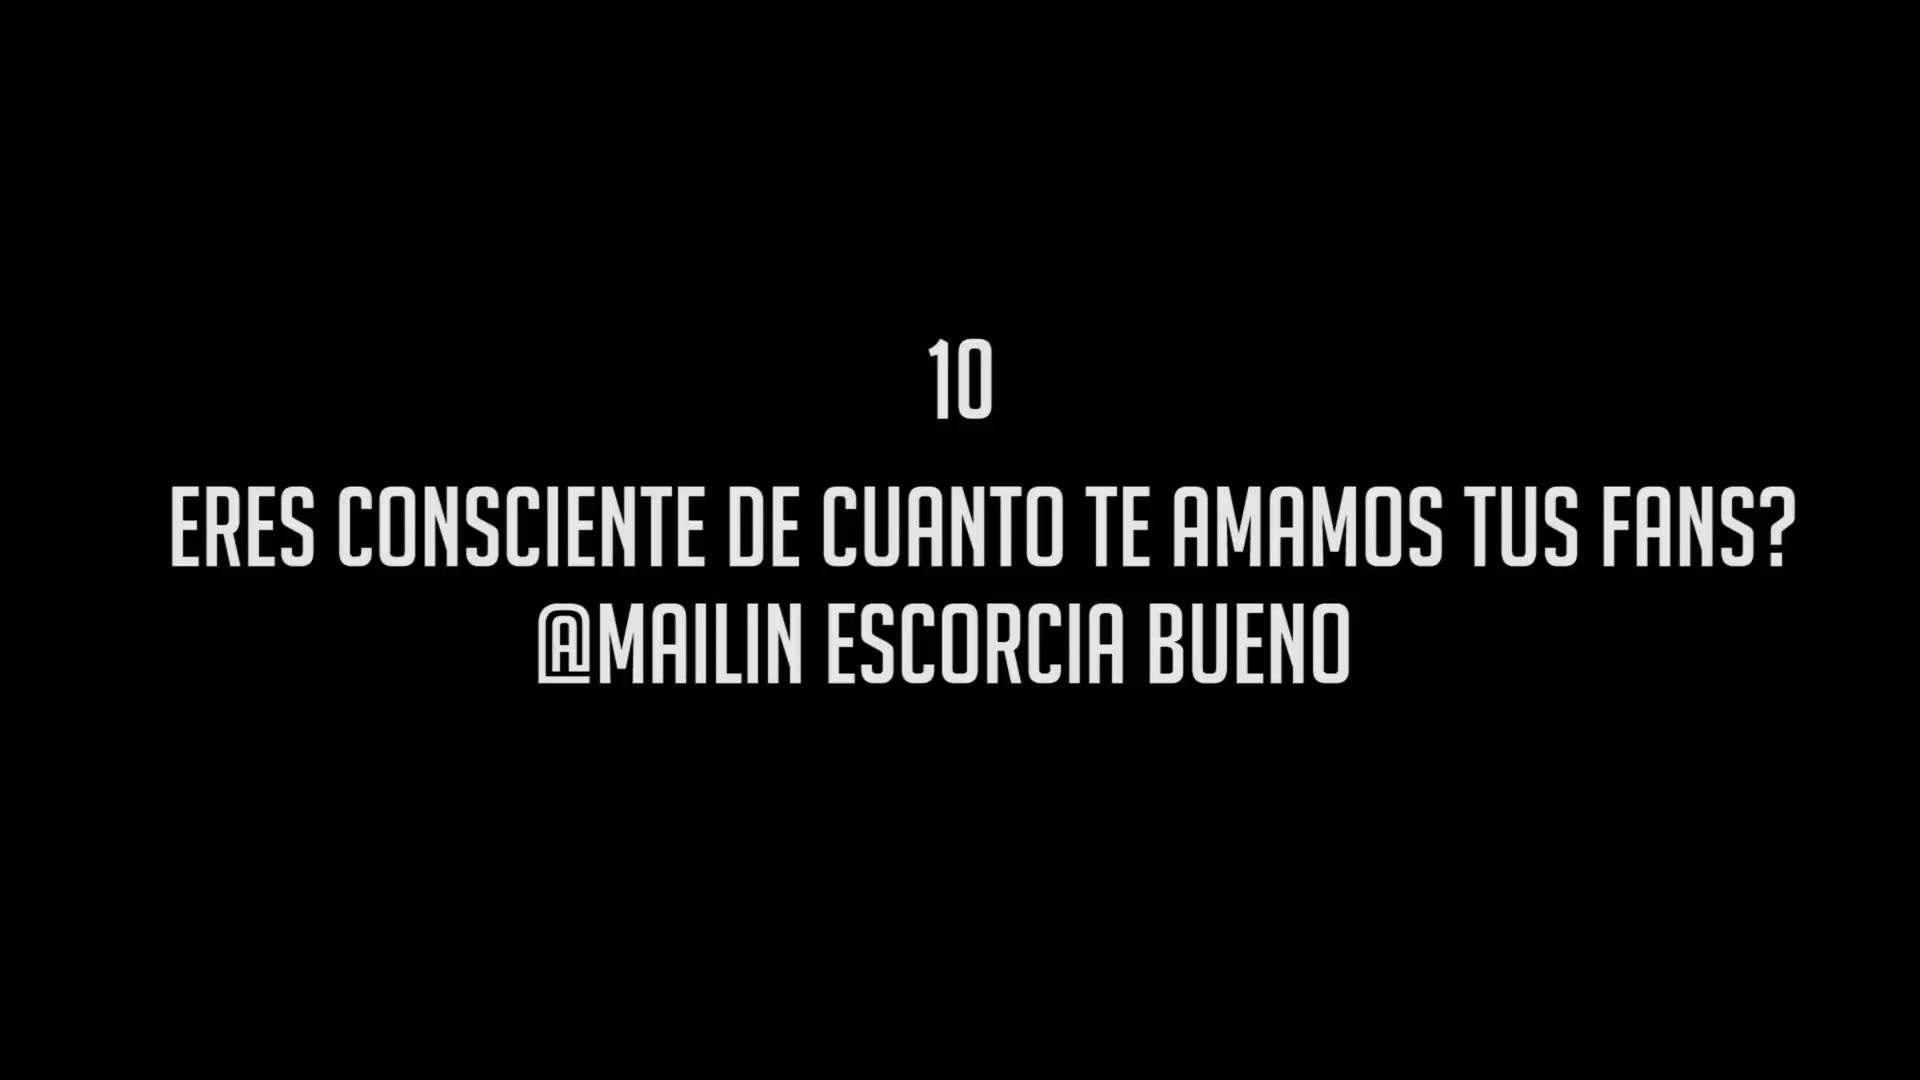 10
ERES CONSCIENTE DE CUANTO TE AMAMOS TUS FANS?
@MAILIN ESCORCIA BUENO